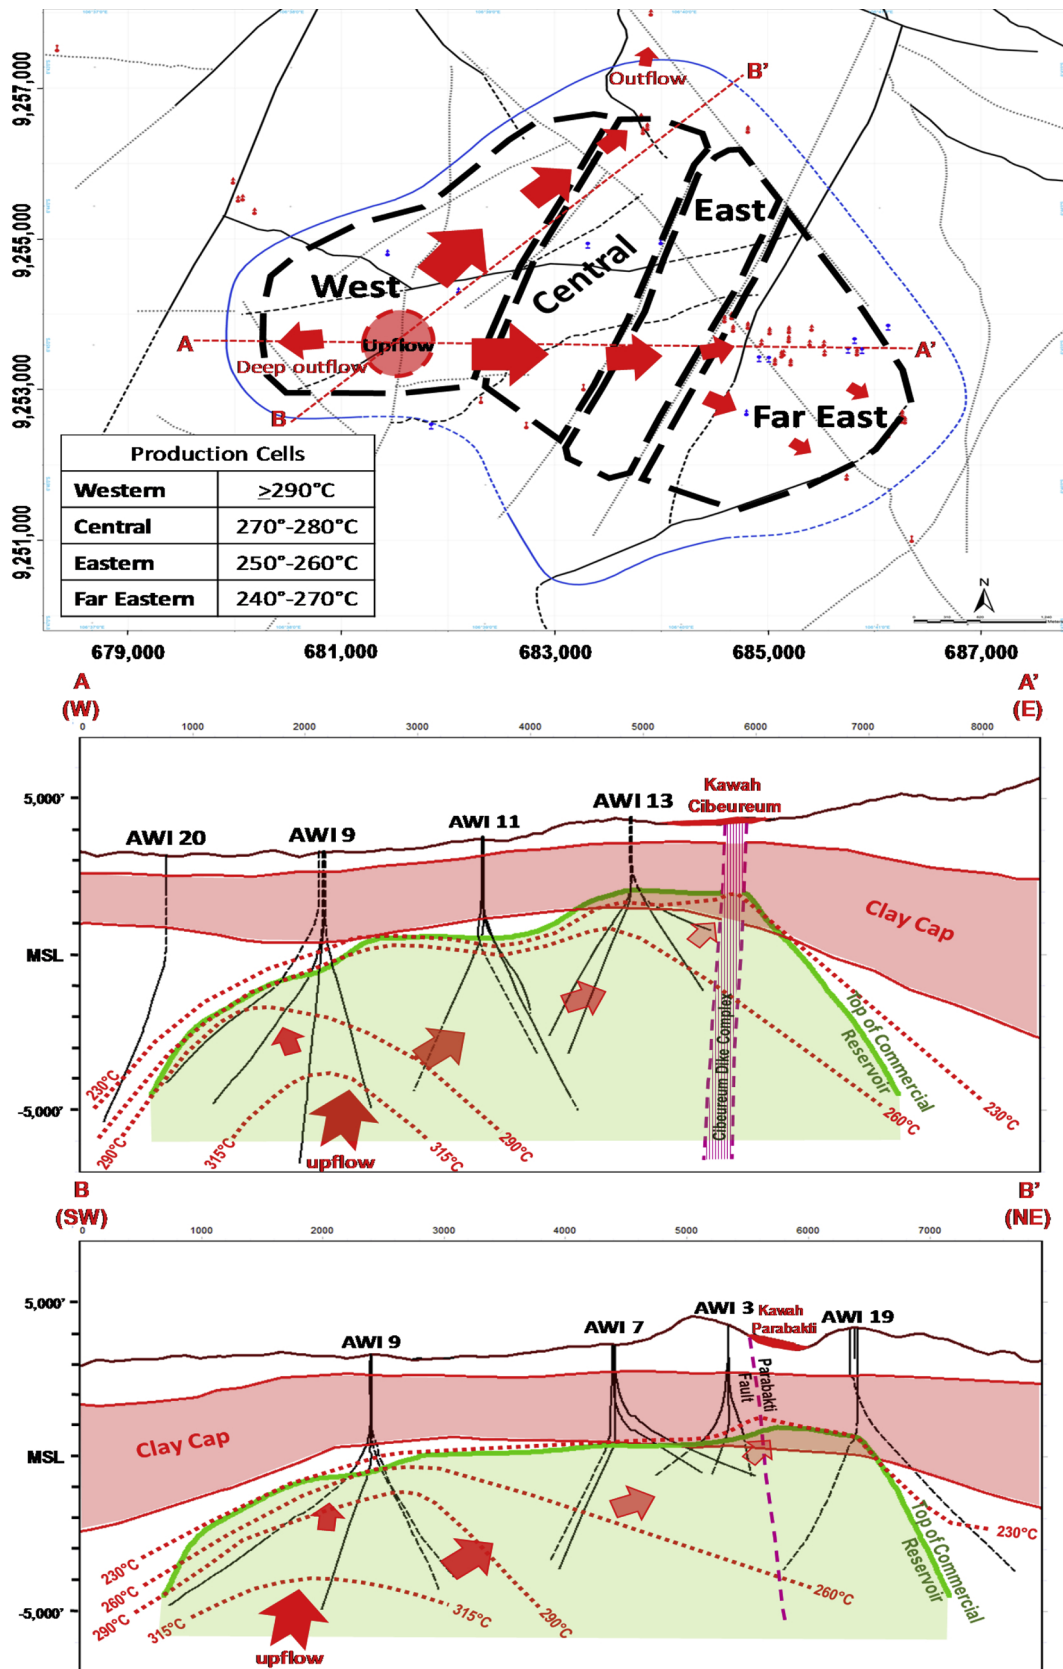 9,257,000
9,255,000
9,253,000
9,251,000
Outflow
B'
East
West
Central
A
Upflow
A'
Deep outflow
B
Far East
Production Cells
Western ≥290°C
Central 270°-280°C
Eastern 250°-260°C
Far Eastern 240°-270°C
N
679,000 681,000 683,000 685,000 687,000
A
(W)
A'
(E)
0 1000 2000 3000 4000 5000 6000 7000 8000
5,000'
MSL
-5,000'
Kawah
Cibeureum
AWI 20
AWI 9
AWI 11
AWI 13
Clay Cap
Cibeureum Dike Complex
Top of Commercial
Reservoir
230°C
290°C
315°C
upflow
315°C
290°C
260°C
230°C
B
(SW)
B'
(NE)
0 1000 2000 3000 4000 5000 6000 7000
5,000'
MSL
-5,000'
AWI 9
AWI 7
AWI 3
Kawah
Parabakti
AWI 19
Parabakti
Fault
Clay Cap
Top of Commercial
Reservoir
230°C
260°C
290°C
315°C
upflow
315°C
290°C
260°C
230°C